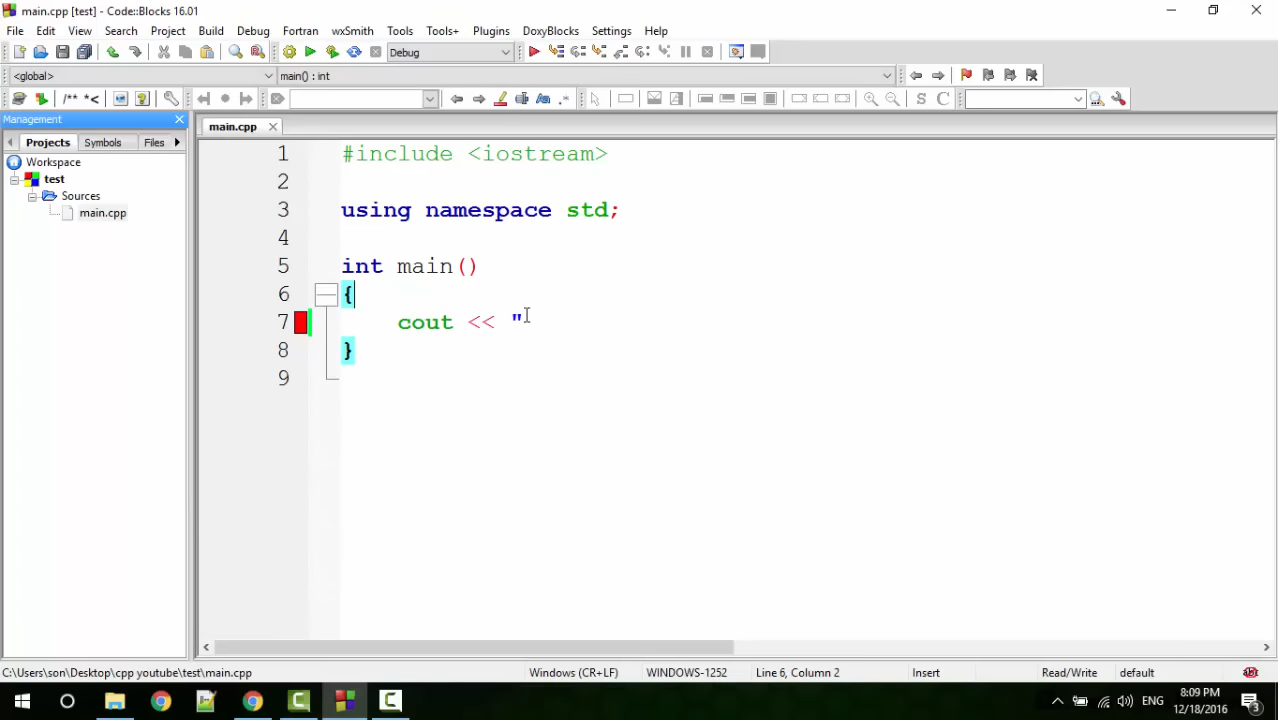 main.cpp [test] - Code::Blocks 16.01
File Edit View Search Project Build Debug Fortran wxSmith Tools Tools+ Plugins DoxyBlocks Settings Help
Debug
<global> main() : int
/** *< .* S C
Management
Projects Symbols Files
main.cpp
Workspace
test
Sources
main.cpp
1 #include <iostream>
2
3 using namespace std;
4
5 int main()
6 {
7 cout << "
8 }
9
C:\Users\son\Desktop\cpp youtube\test\main.cpp Windows (CR+LF) WINDOWS-1252 Line 6, Column 2 Insert Read/Write default
ENG 8:09 PM
12/18/2016 3